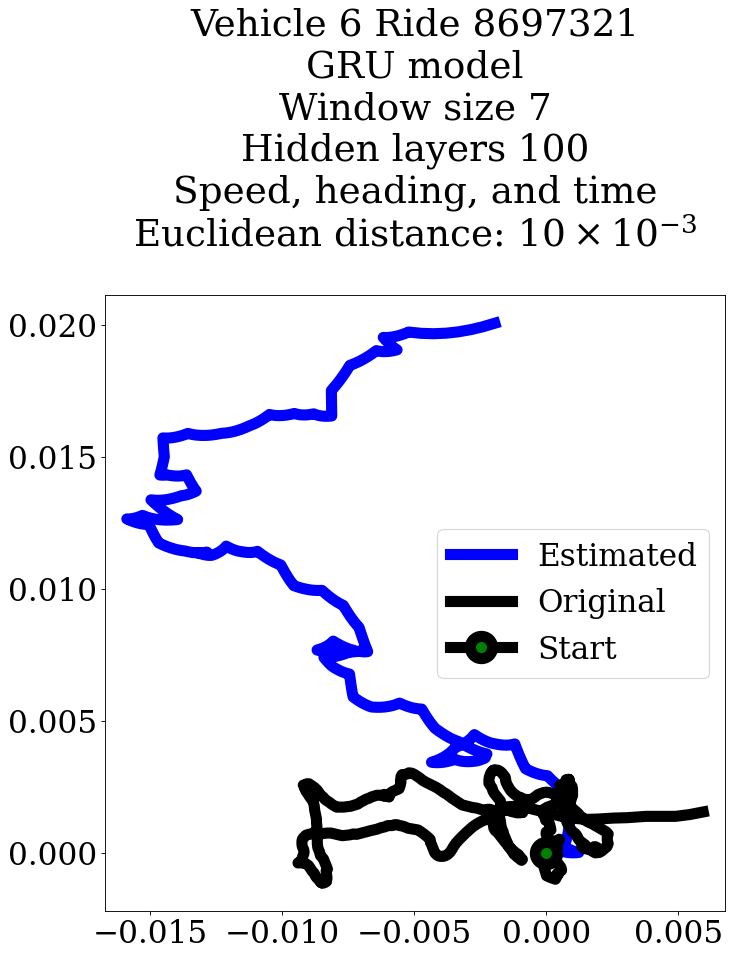 Vehicle 6 Ride 8697321
GRU model
Window size 7
Hidden layers 100
Speed, heading, and time
Euclidean distance: 10 × 10⁻³
0.020
0.015
0.010
0.005
0.000
Estimated
Original
Start
−0.015 −0.010 −0.005 0.000 0.005